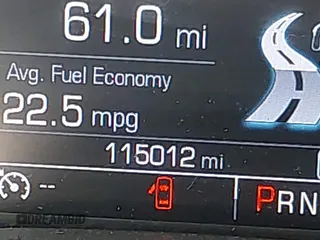 61.0 mi
Avg. Fuel Economy
22.5 mpg
115012 mi
--
PRN